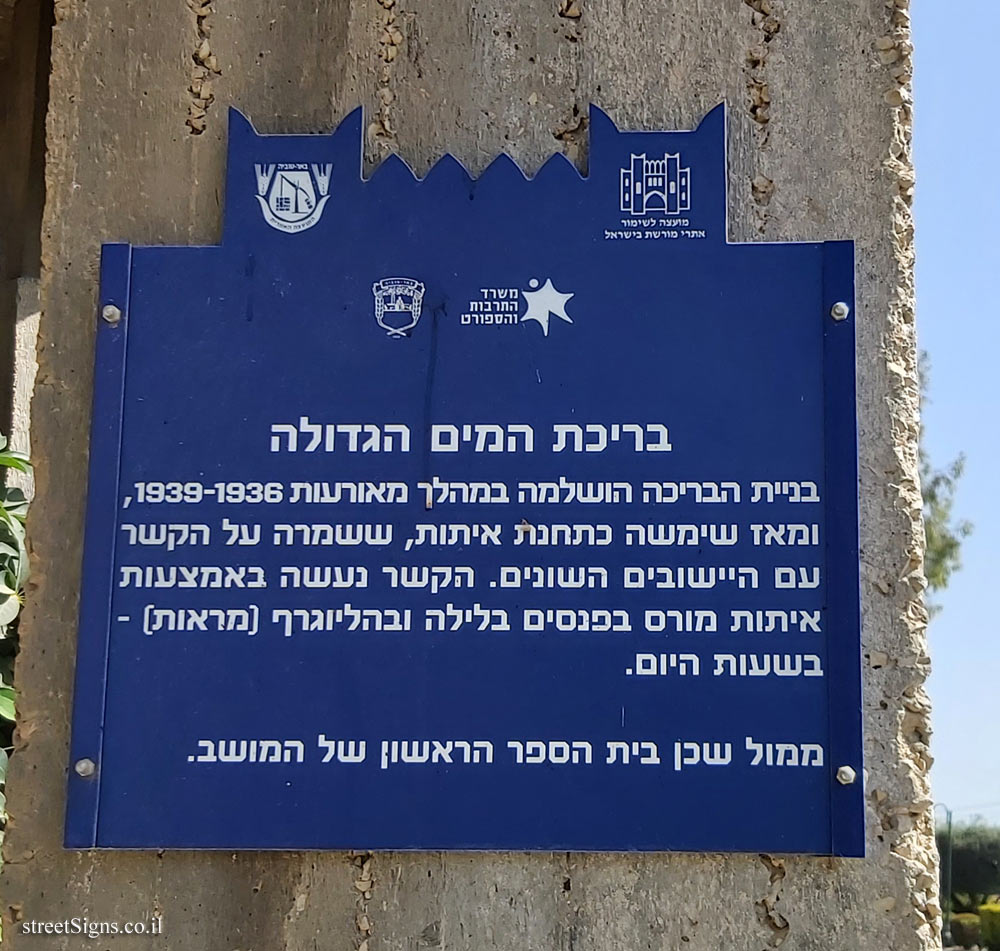 באר-טוביה
מועצה לשימור
אתרי מורשת בישראל
משרד
התרבות
והספורט
בריכת המים הגדולה
בניית הבריכה הושלמה במהלך מאורעות 1939-1936,
ומאז שימשה כתחנת איתות, ששמרה על הקשר
עם היישובים השונים. הקשר נעשה באמצעות
איתות מורס בפנסים בלילה ובהליוגרף (מראות) -
בשעות היום.
ממול שכן בית הספר הראשון של המושב.
streetSigns.co.il